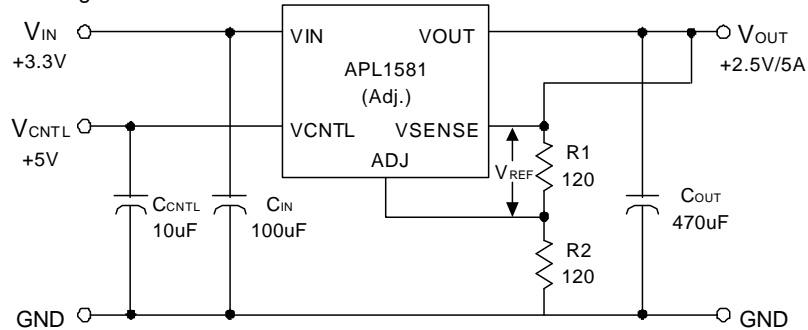 VIN
+3.3V
VIN
VOUT
APL1581
(Adj.)
VOUT
+2.5V/5A
VCNTL
+5V
VCNTL
VSENSE
ADJ
VREF
R1
120
CCNTL
10uF
CIN
100uF
COUT
470uF
R2
120
GND
GND